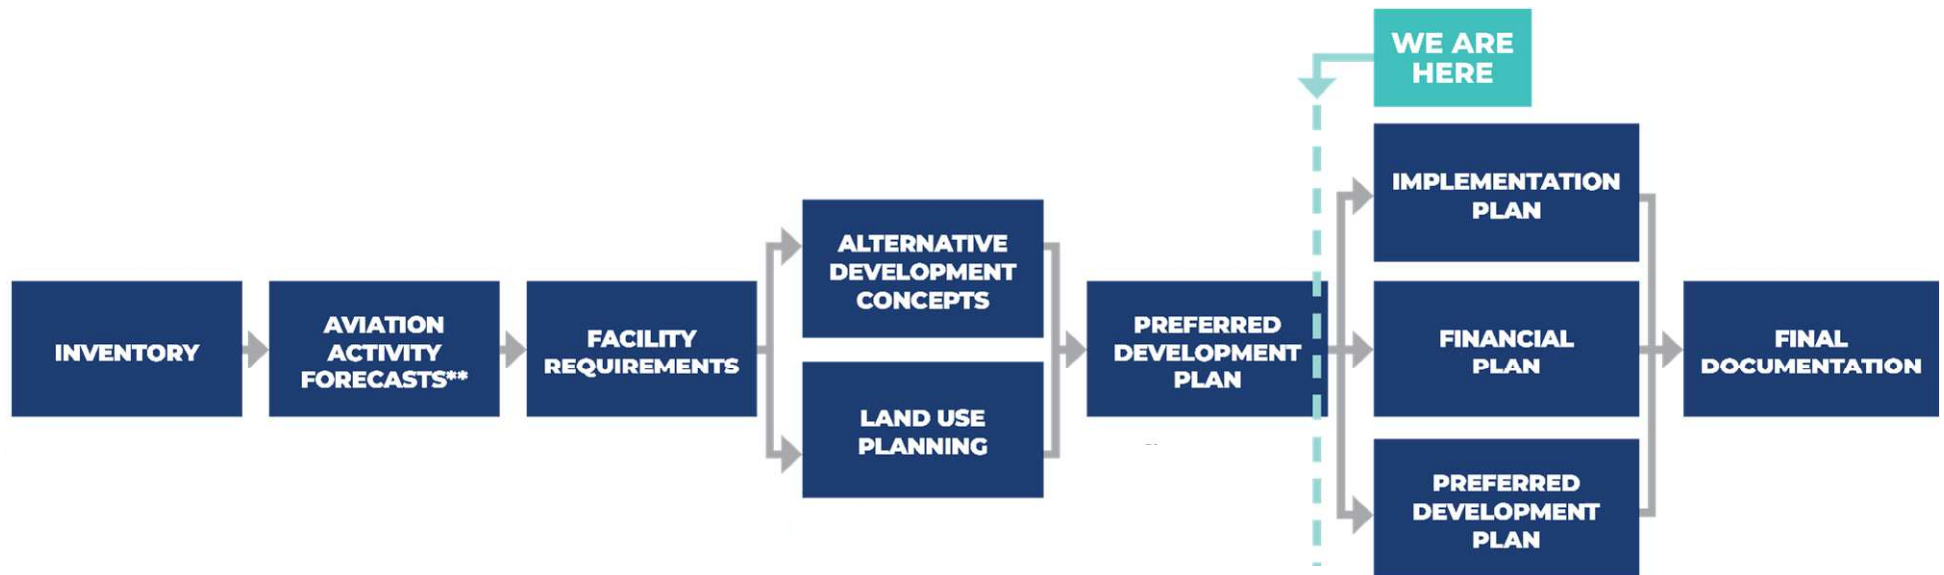 WE ARE
HERE
INVENTORY
AVIATION
ACTIVITY
FORECASTS**
FACILITY
REQUIREMENTS
ALTERNATIVE
DEVELOPMENT
CONCEPTS
LAND USE
PLANNING
PREFERRED
DEVELOPMENT
PLAN
IMPLEMENTATION
PLAN
FINANCIAL
PLAN
PREFERRED
DEVELOPMENT
PLAN
FINAL
DOCUMENTATION